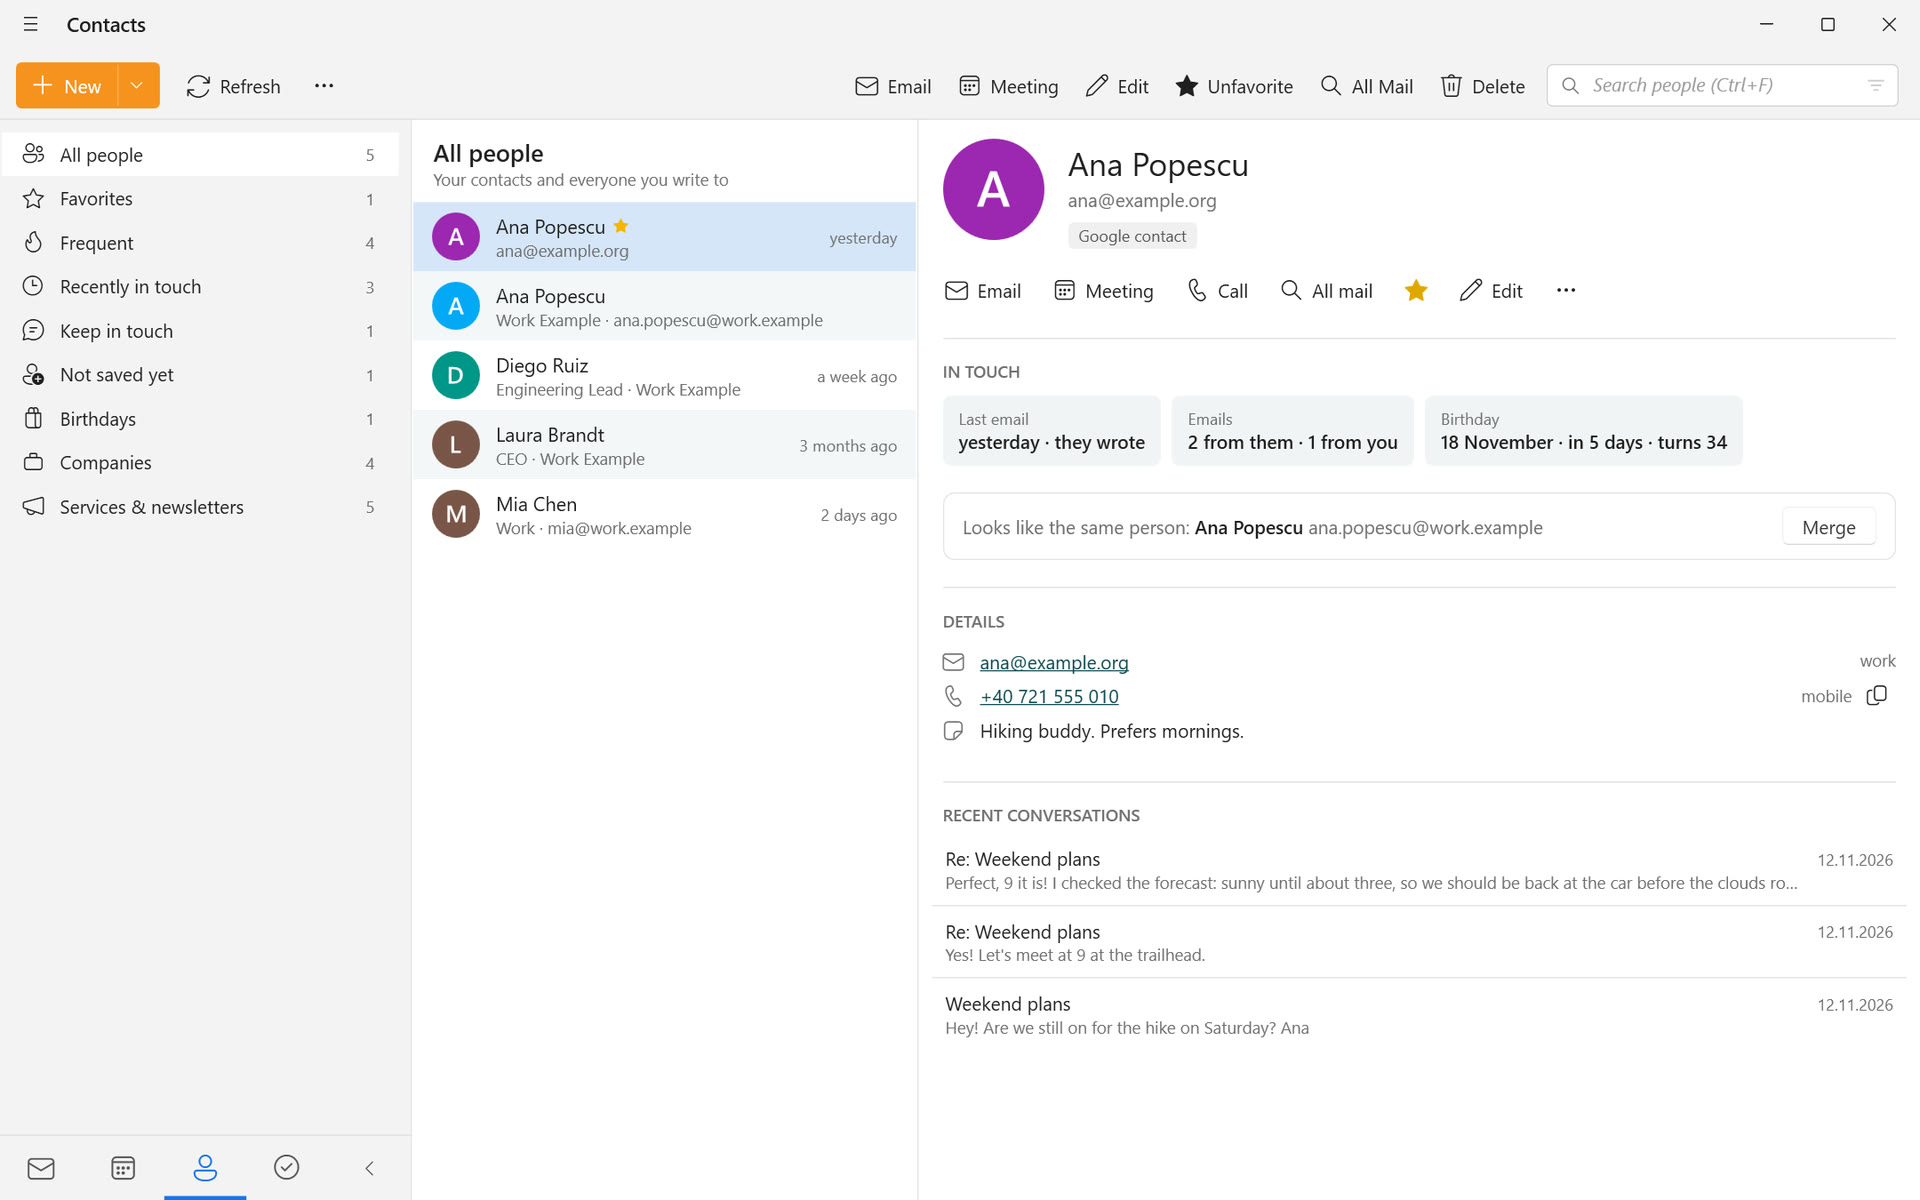 Contacts
New
Refresh
Email
Meeting
Edit
Unfavorite
All Mail
Delete
Search people (Ctrl+F)
All people 5
Favorites 1
Frequent 4
Recently in touch 3
Keep in touch 1
Not saved yet 1
Birthdays 1
Companies 4
Services & newsletters 5
All people
Your contacts and everyone you write to
A
Ana Popescu
ana@example.org
yesterday
A
Ana Popescu
Work Example · ana.popescu@work.example
D
Diego Ruiz
Engineering Lead · Work Example
a week ago
L
Laura Brandt
CEO · Work Example
3 months ago
M
Mia Chen
Work · mia@work.example
2 days ago
A
Ana Popescu
ana@example.org
Google contact
Email
Meeting
Call
All mail
Edit
IN TOUCH
Last email
yesterday · they wrote
Emails
2 from them · 1 from you
Birthday
18 November · in 5 days · turns 34
Looks like the same person: Ana Popescu ana.popescu@work.example
Merge
DETAILS
ana@example.org work
+40 721 555 010 mobile
Hiking buddy. Prefers mornings.
RECENT CONVERSATIONS
Re: Weekend plans 12.11.2026
Perfect, 9 it is! I checked the forecast: sunny until about three, so we should be back at the car before the clouds ro...
Re: Weekend plans 12.11.2026
Yes! Let's meet at 9 at the trailhead.
Weekend plans 12.11.2026
Hey! Are we still on for the hike on Saturday? Ana